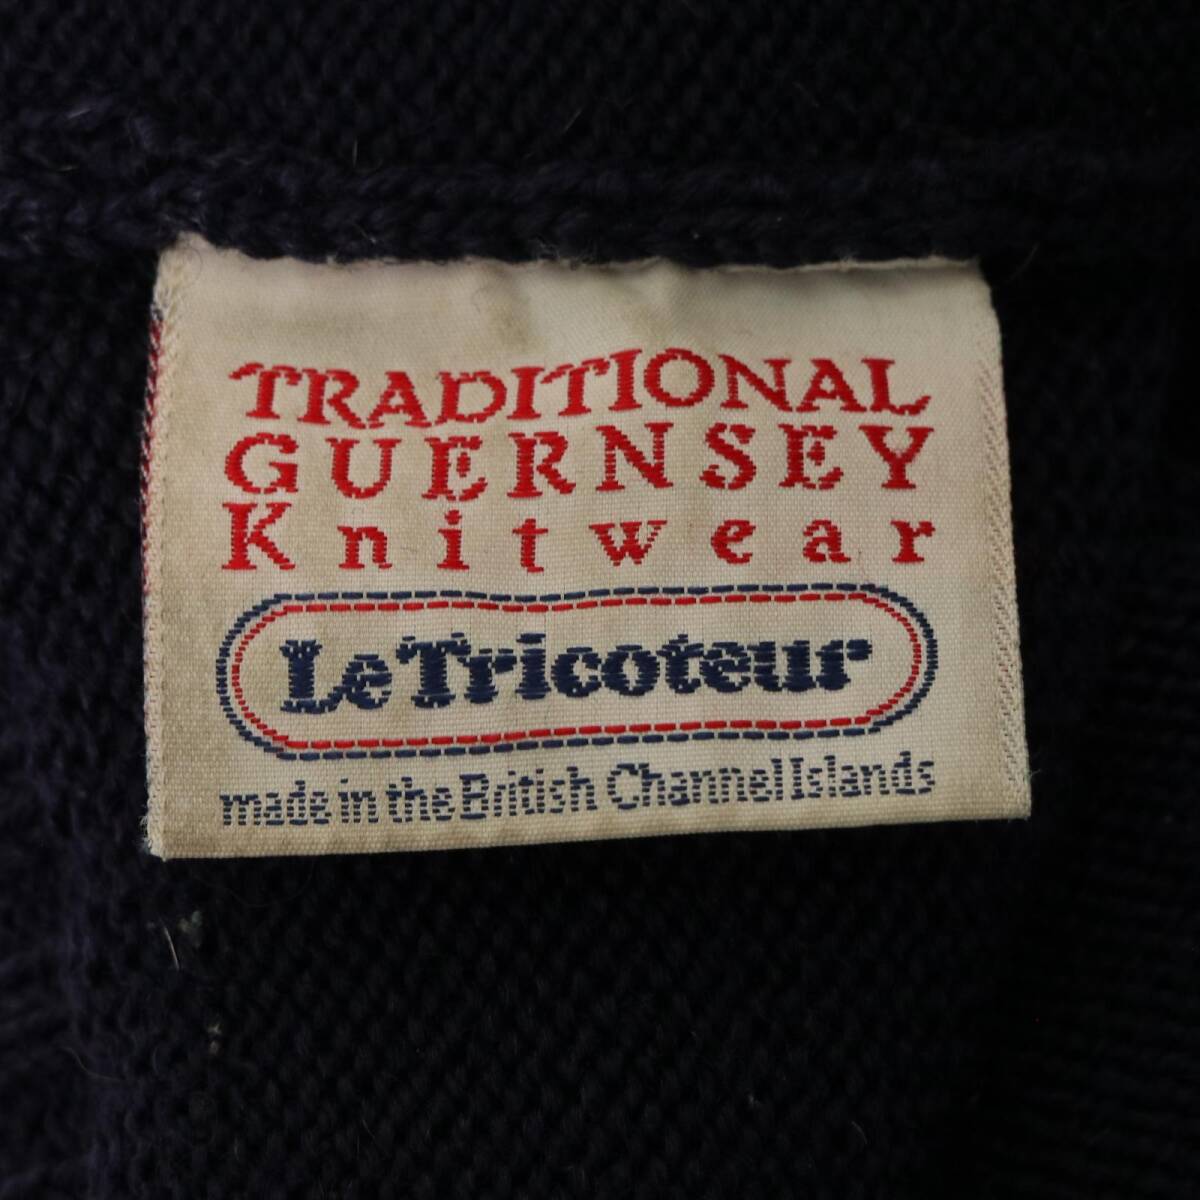 TRADITIONAL
GUERNSEY
Knitwear
Le Tricoteur
made in the British Channel Islands